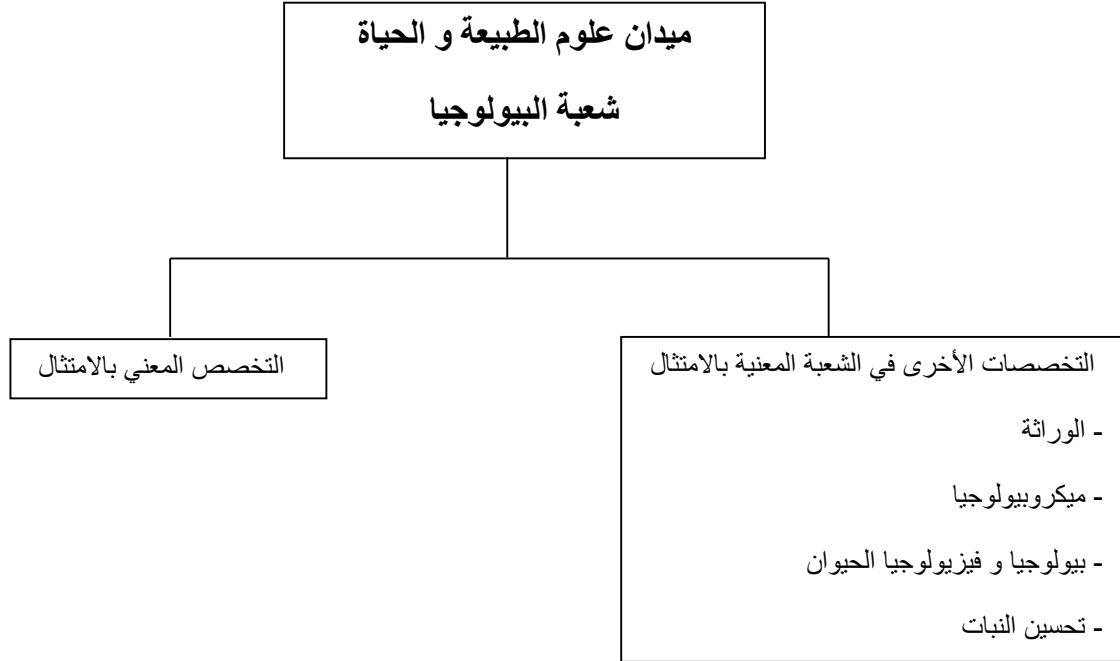 ميدان علوم الطبيعة و الحياة
شعبة البيولوجيا
التخصصات الأخرى في الشعبة المعنية بالامتثال
- الوراثة
- ميكروبيولوجيا
- بيولوجيا و فيزيولوجيا الحيوان
- تحسين النبات
التخصص المعني بالامتثال